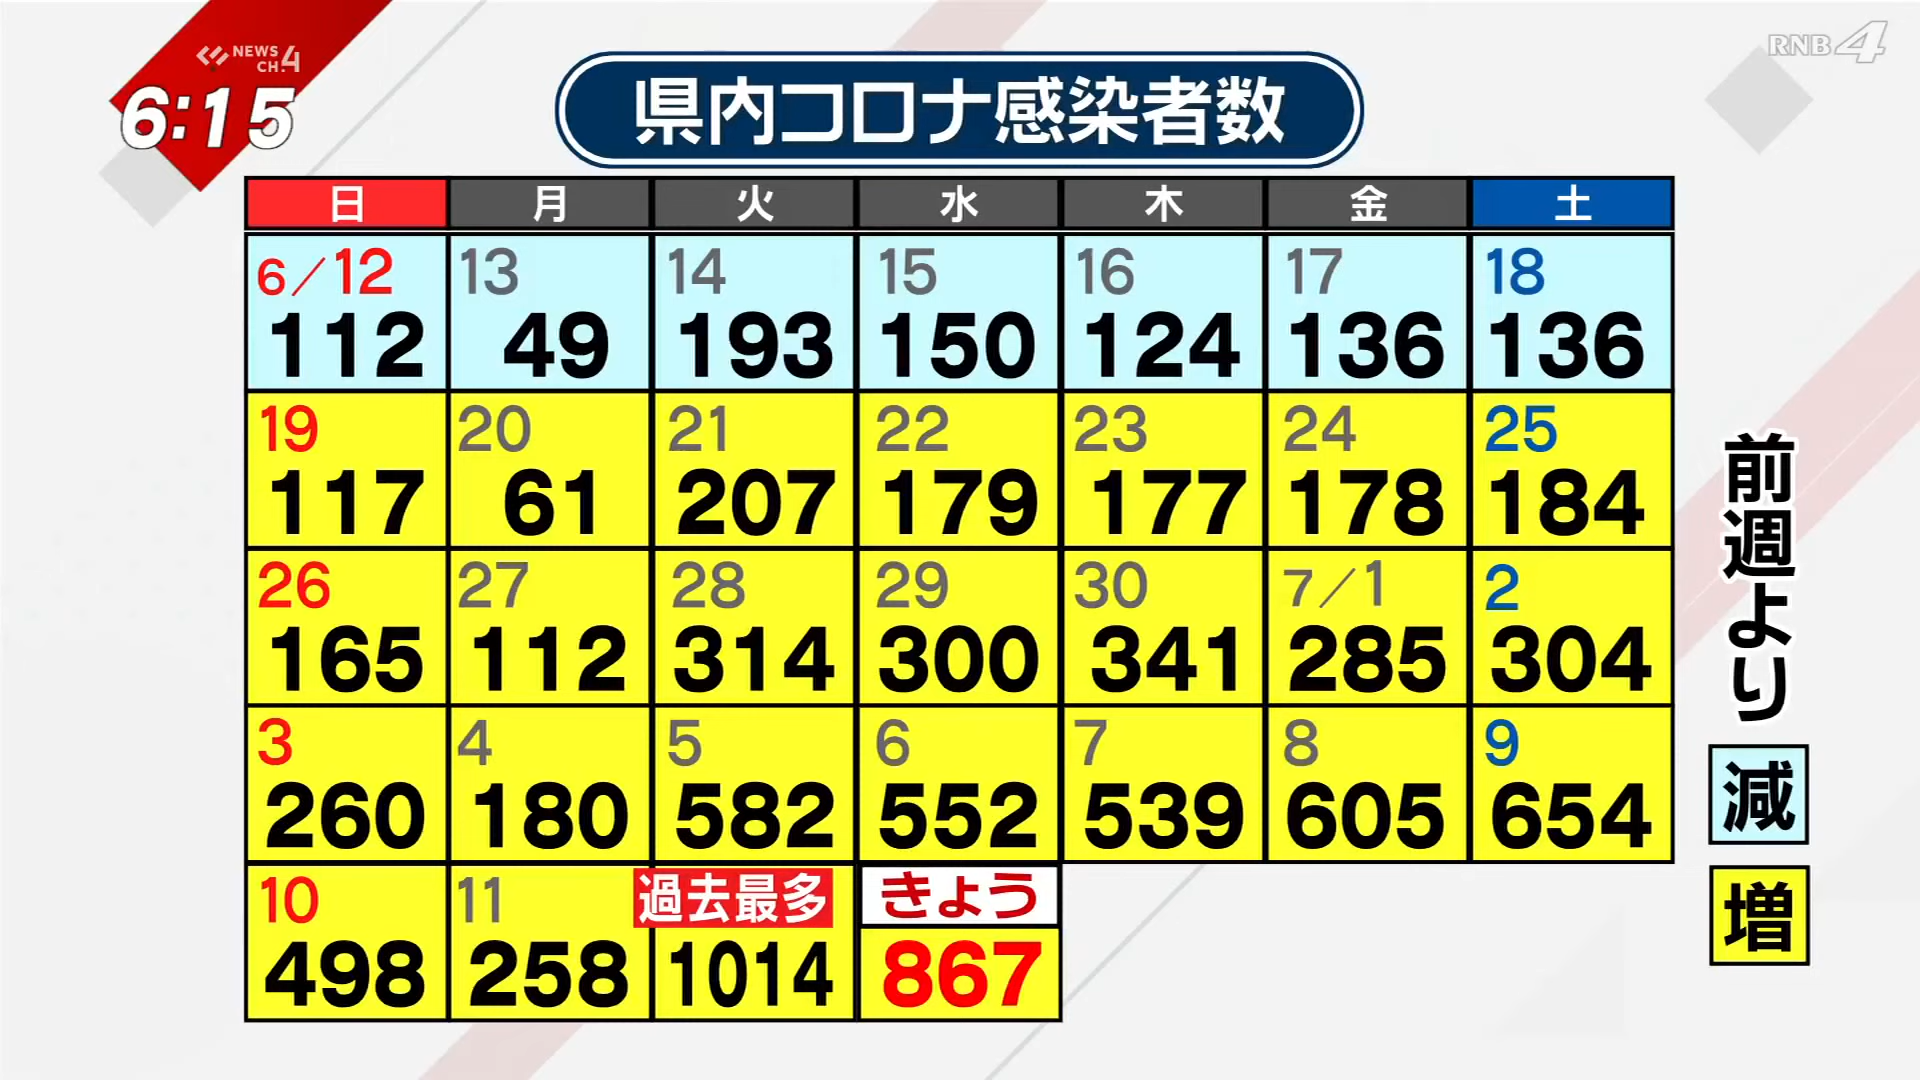 NEWS
CH.4
6:15
RNB 4
県内コロナ感染者数
日 月 火 水 木 金 土
6/12 13 14 15 16 17 18
112 49 193 150 124 136 136
19 20 21 22 23 24 25
117 61 207 179 177 178 184
26 27 28 29 30 7/1 2
165 112 314 300 341 285 304
3 4 5 6 7 8 9
260 180 582 552 539 605 654
10 11 過去最多 きょう
498 258 1014 867
前週より
減
増